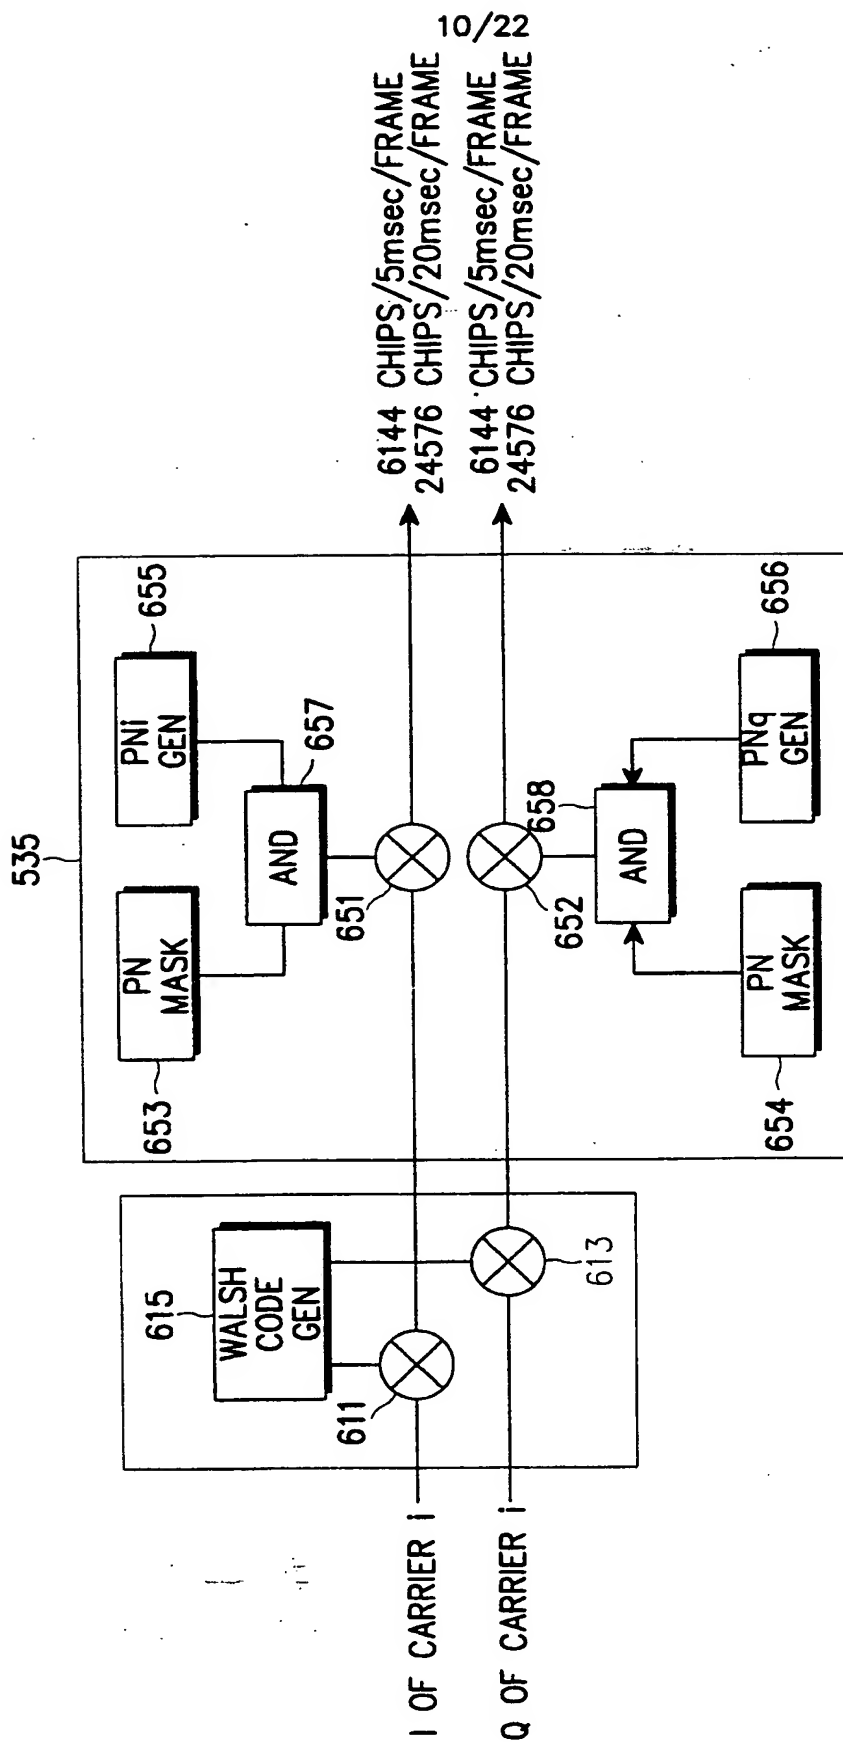 10/22
535
PN
MASK
653
PNi
GEN
655
AND
657
651
6144 CHIPS/5msec/FRAME
24576 CHIPS/20msec/FRAME
615
WALSH
CODE
GEN
611
613
I OF CARRIER i
Q OF CARRIER i
652
658
AND
6144 CHIPS/5msec/FRAME
24576 CHIPS/20msec/FRAME
PN
MASK
654
PNq
GEN
656